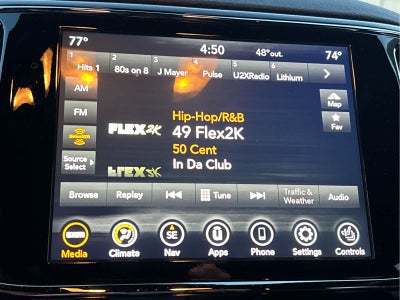 77° 4:50 48°out. 74°
1 2 3 4 5 6
Hits 1 80s on 8 J Mayer Pulse U2XRadio Lithium
AM
FM
SiriusXM
Source Select
FLEX2K
Hip-Hop/R&B
49 Flex2K
50 Cent
In Da Club
Map
Fav
Browse Replay Tune Traffic & Weather Audio
SE
Media Climate Nav Apps Phone Settings Controls